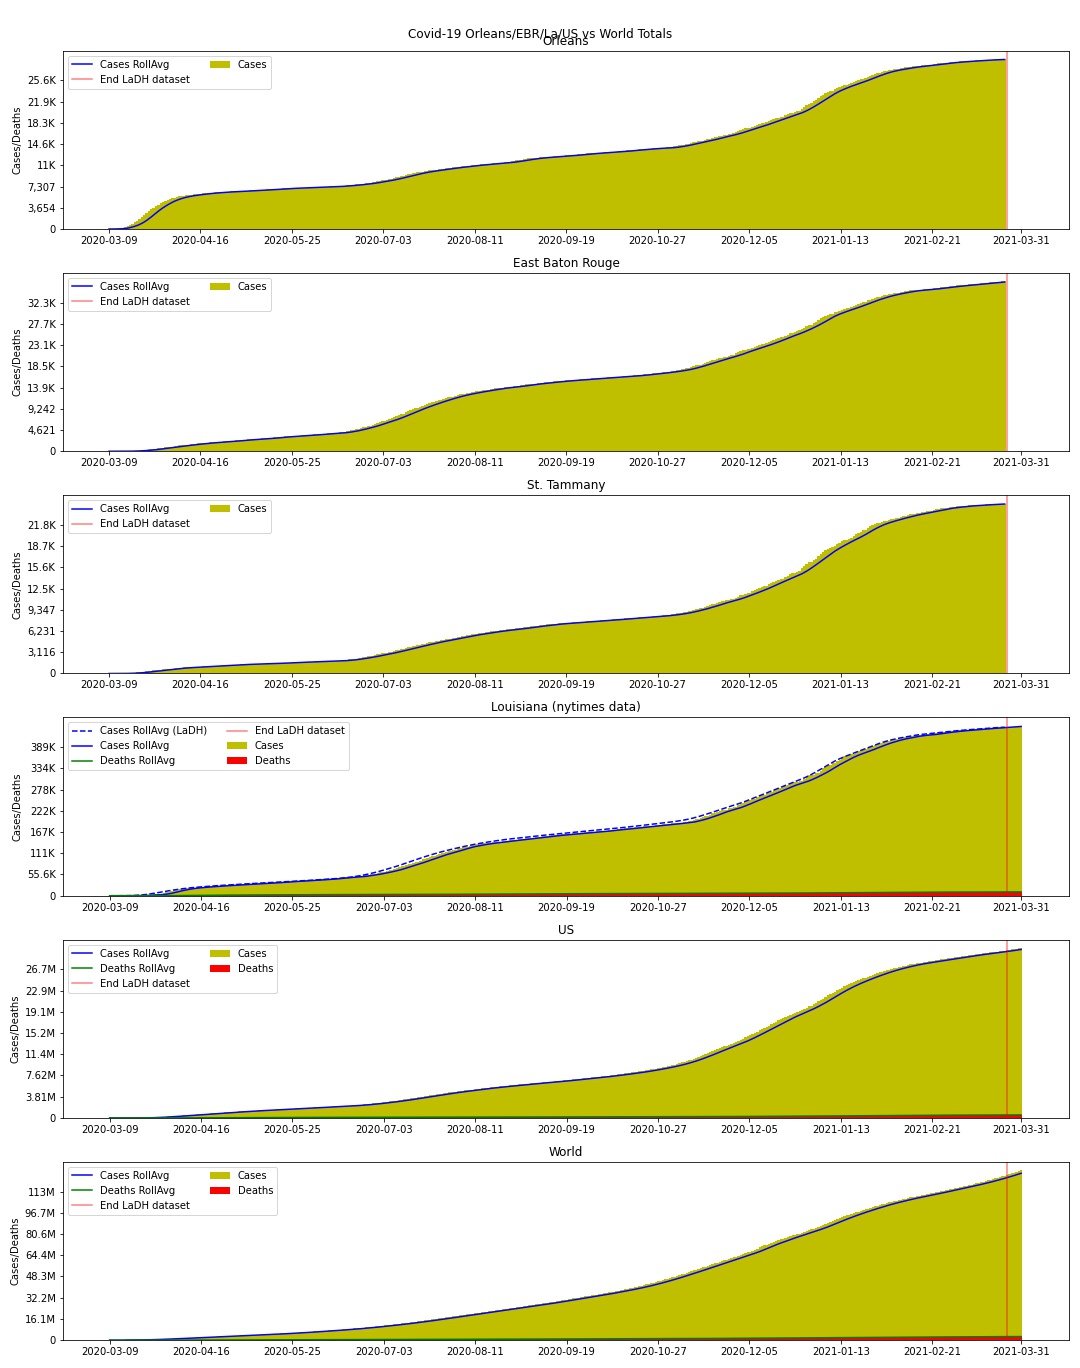 Covid-19 Orleans/EBR/La/US vs World Totals
Orleans
Cases RollAvg
End LaDH dataset
Cases
Cases/Deaths
25.6K
21.9K
18.3K
14.6K
11K
7,307
3,654
0
2020-03-09 2020-04-16 2020-05-25 2020-07-03 2020-08-11 2020-09-19 2020-10-27 2020-12-05 2021-01-13 2021-02-21 2021-03-31
East Baton Rouge
Cases RollAvg
End LaDH dataset
Cases
Cases/Deaths
32.3K
27.7K
23.1K
18.5K
13.9K
9,242
4,621
0
2020-03-09 2020-04-16 2020-05-25 2020-07-03 2020-08-11 2020-09-19 2020-10-27 2020-12-05 2021-01-13 2021-02-21 2021-03-31
St. Tammany
Cases RollAvg
End LaDH dataset
Cases
Cases/Deaths
21.8K
18.7K
15.6K
12.5K
9,347
6,231
3,116
0
2020-03-09 2020-04-16 2020-05-25 2020-07-03 2020-08-11 2020-09-19 2020-10-27 2020-12-05 2021-01-13 2021-02-21 2021-03-31
Louisiana (nytimes data)
Cases RollAvg (LaDH)
Cases RollAvg
Deaths RollAvg
End LaDH dataset
Cases
Deaths
Cases/Deaths
389K
334K
278K
222K
167K
111K
55.6K
0
2020-03-09 2020-04-16 2020-05-25 2020-07-03 2020-08-11 2020-09-19 2020-10-27 2020-12-05 2021-01-13 2021-02-21 2021-03-31
US
Cases RollAvg
Deaths RollAvg
End LaDH dataset
Cases
Deaths
Cases/Deaths
26.7M
22.9M
19.1M
15.2M
11.4M
7.62M
3.81M
0
2020-03-09 2020-04-16 2020-05-25 2020-07-03 2020-08-11 2020-09-19 2020-10-27 2020-12-05 2021-01-13 2021-02-21 2021-03-31
World
Cases RollAvg
Deaths RollAvg
End LaDH dataset
Cases
Deaths
Cases/Deaths
113M
96.7M
80.6M
64.4M
48.3M
32.2M
16.1M
0
2020-03-09 2020-04-16 2020-05-25 2020-07-03 2020-08-11 2020-09-19 2020-10-27 2020-12-05 2021-01-13 2021-02-21 2021-03-31